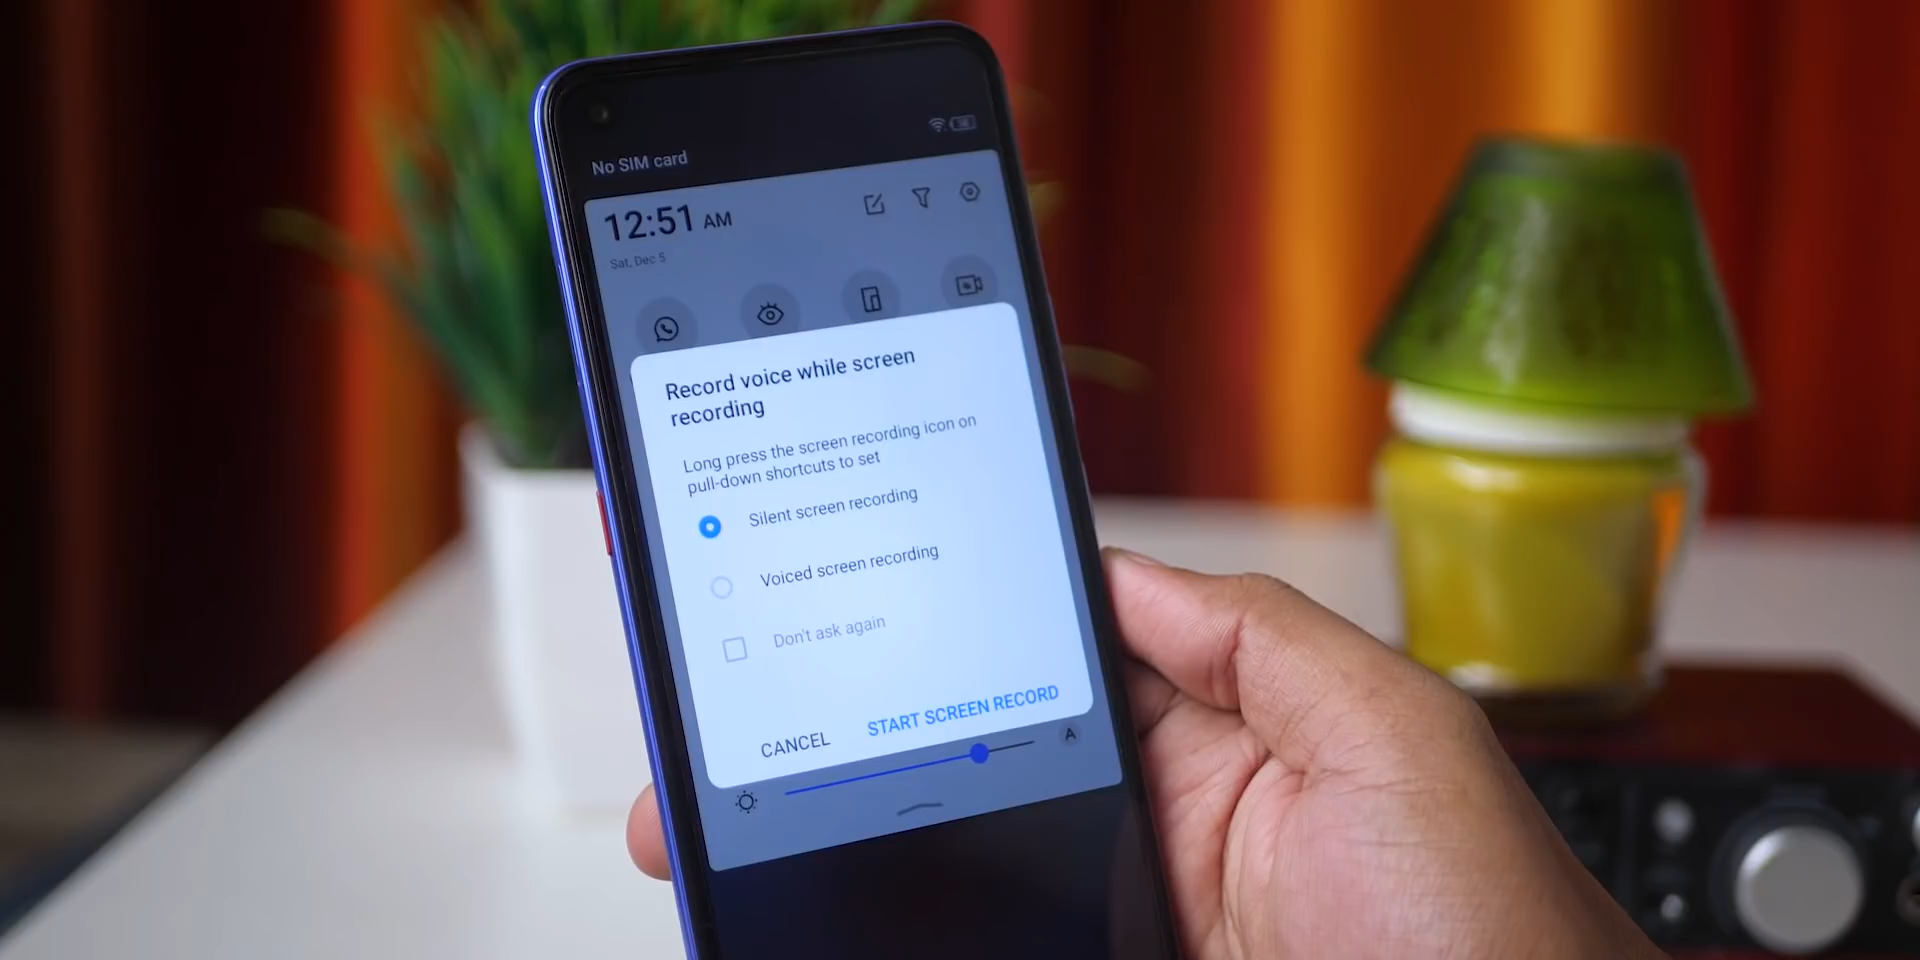 No SIM card
12:51 AM
Sat, Dec 5
Record voice while screen
recording
Long press the screen recording icon on
pull-down shortcuts to set
Silent screen recording
Voiced screen recording
Don't ask again
CANCEL
START SCREEN RECORD
A